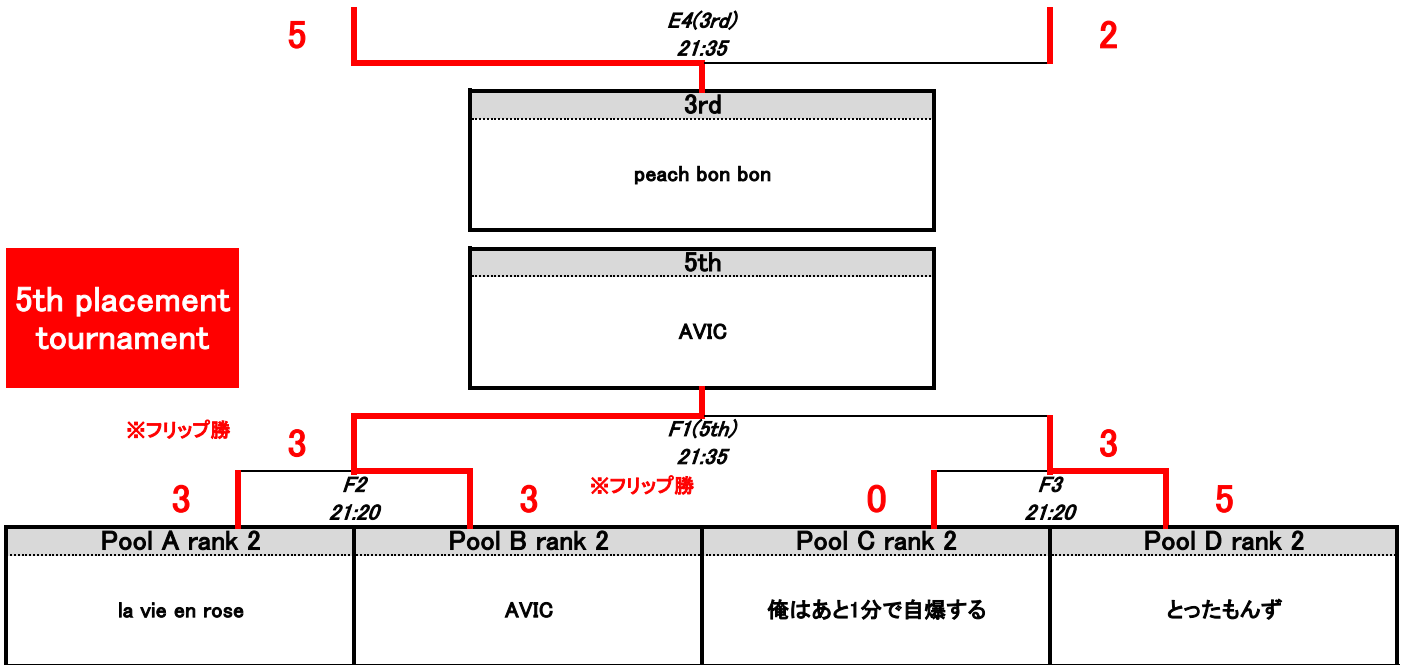 5
E4(3rd)
21:35
2
3rd
peach bon bon
5th placement
tournament
5th
AVIC
※フリップ勝
3
F1(5th)
21:35
3
3
F2
21:20
3
※フリップ勝
0
F3
21:20
5
Pool A rank 2
Pool B rank 2
Pool C rank 2
Pool D rank 2
la vie en rose
AVIC
俺はあと1分で自爆する
とったもんず